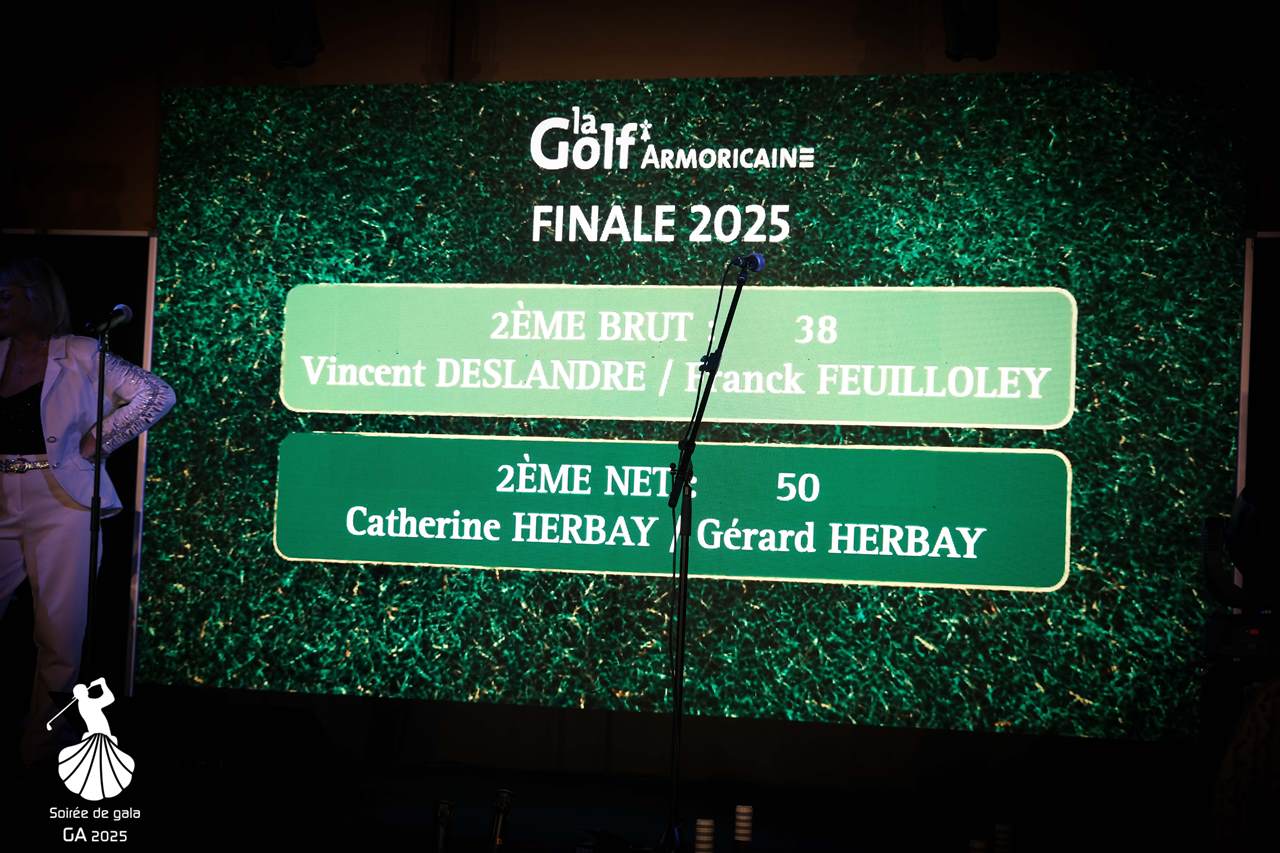 la
Golf ARMORICAINE
FINALE 2025
2ÈME BRUT : 38
Vincent DESLANDRE / Franck FEUILLOLEY
2ÈME NET : 50
Catherine HERBAY / Gérard HERBAY
Soirée de gala
GA 2025